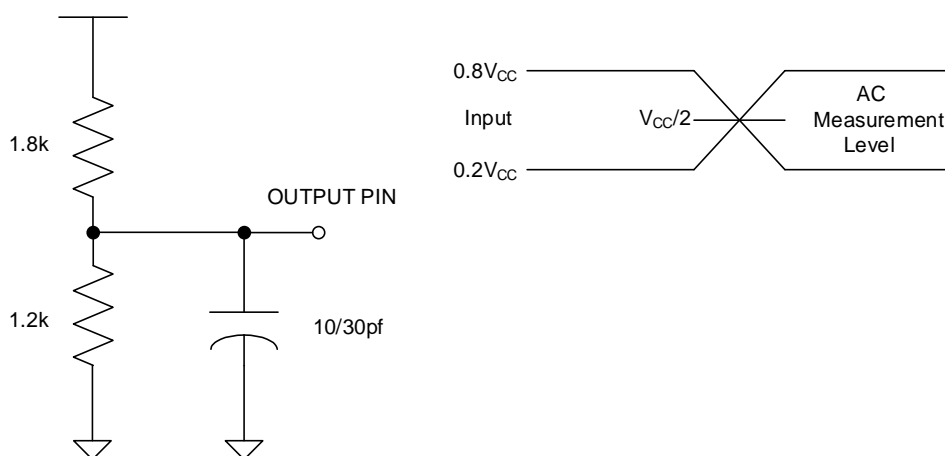 1.8k
1.2k
OUTPUT PIN
10/30pf
0.8VCC
Input
0.2VCC
VCC/2
AC
Measurement
Level